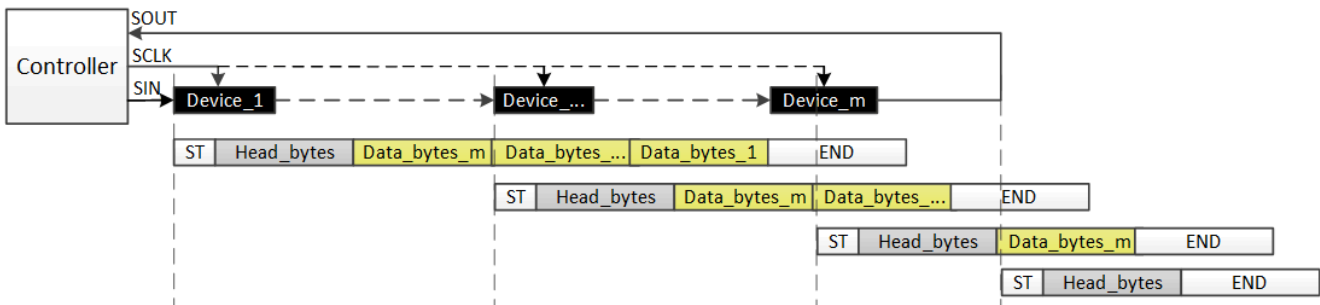 SOUT
SCLK
Controller
SIN
Device_1 Device_... Device_m
ST Head_bytes Data_bytes_m Data_bytes_... Data_bytes_1 END
ST Head_bytes Data_bytes_m Data_bytes_... END
ST Head_bytes Data_bytes_m END
ST Head_bytes END